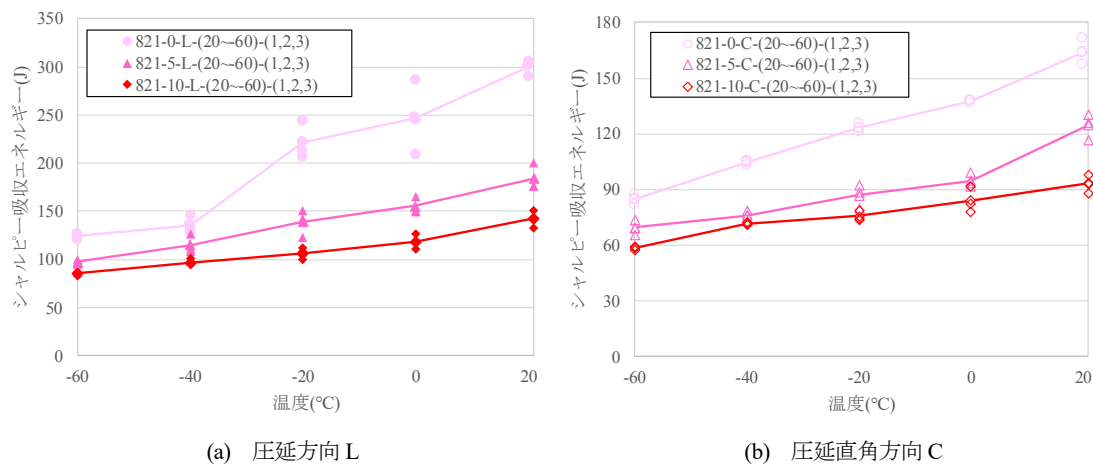 350
300
250
200
150
100
50
0
シャルピー吸収エネルギー(J)
821-0-L-(20~-60)-(1,2,3)
821-5-L-(20~-60)-(1,2,3)
821-10-L-(20~-60)-(1,2,3)
-60 -40 -20 0 20
温度(℃)
(a) 圧延方向 L
180
150
120
90
60
30
0
シャルピー吸収エネルギー(J)
821-0-C-(20~-60)-(1,2,3)
821-5-C-(20~-60)-(1,2,3)
821-10-C-(20~-60)-(1,2,3)
-60 -40 -20 0 20
温度(℃)
(b) 圧延直角方向 C